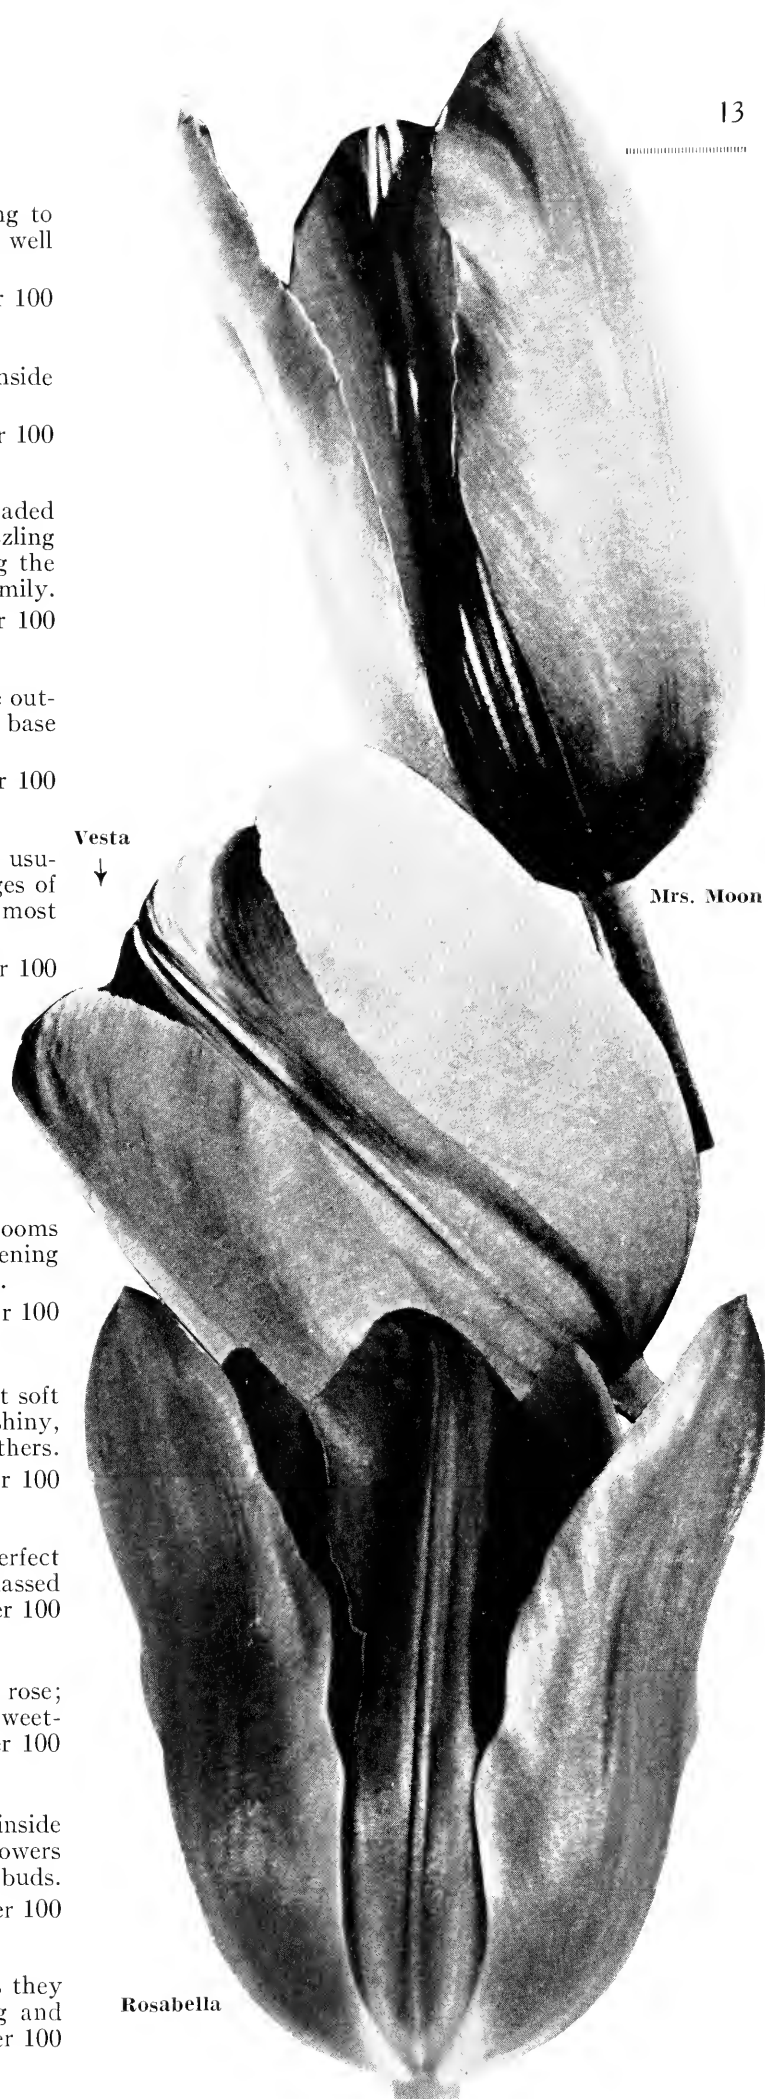 13
ng to
well
r 100
nside
r 100
aded
zling
g the
mily.
r 100
out-
base
r 100
Vesta
usu-
ges of
most
r 100
Mrs. Moon
ooms
ening
.
r 100
t soft
hiny,
thers.
r 100
erfect
assed
er 100
rose;
weet-
er 100
inside
owers
buds.
er 100
they
g and
er 100
Rosabella